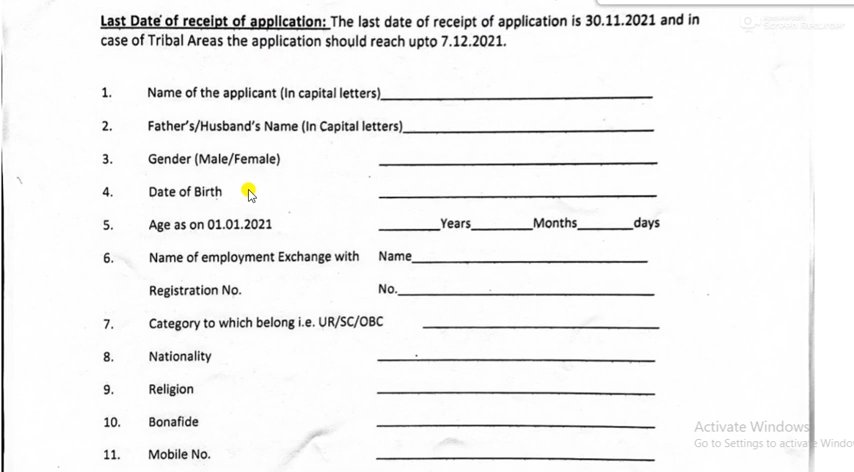 Last Date of receipt of application: The last date of receipt of application is 30.11.2021 and in
case of Tribal Areas the application should reach upto 7.12.2021.
1. Name of the applicant (In capital letters)
2. Father's/Husband's Name (In Capital letters)
3. Gender (Male/Female)
4. Date of Birth
5. Age as on 01.01.2021 Years Months days
6. Name of employment Exchange with Name
Registration No. No.
7. Category to which belong i.e. UR/SC/OBC
8. Nationality
9. Religion
10. Bonafide
11. Mobile No.
Activate Windows
Go to Settings to activate Windo